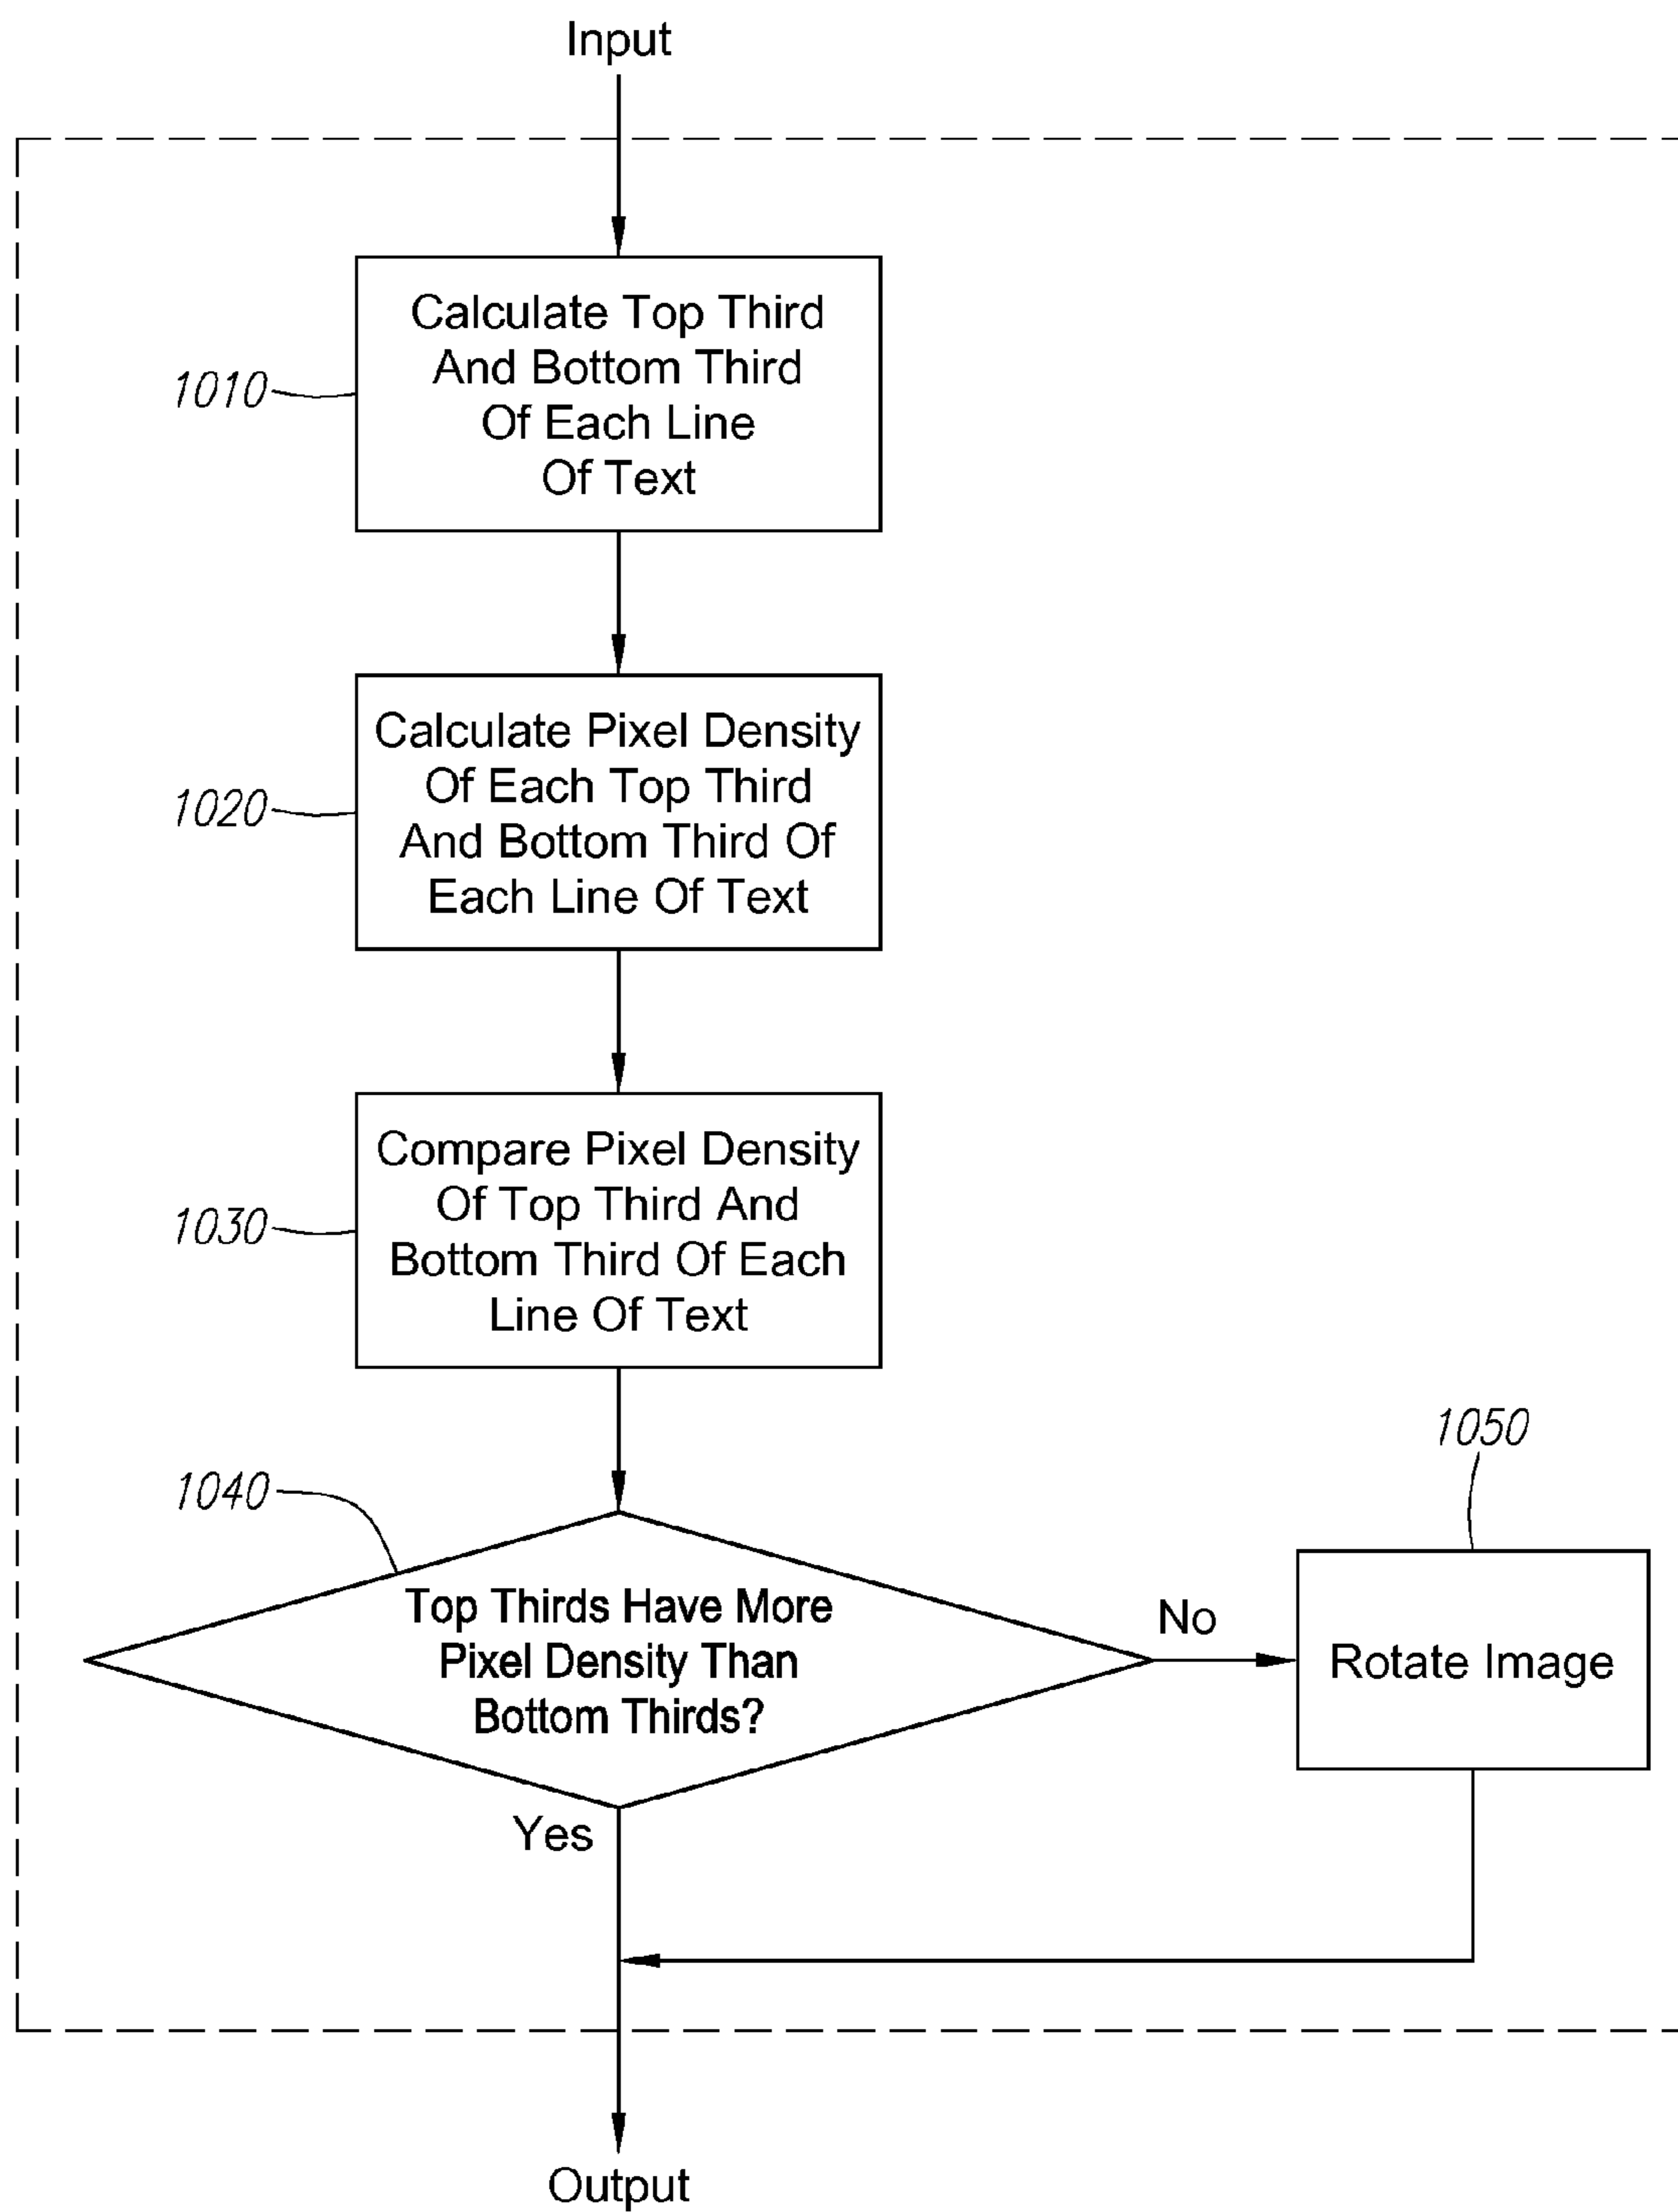 Input
Calculate Top Third
And Bottom Third
Of Each Line
Of Text
1010
Calculate Pixel Density
Of Each Top Third
And Bottom Third Of
Each Line Of Text
1020
Compare Pixel Density
Of Top Third And
Bottom Third Of Each
Line Of Text
1030
1040
Top Thirds Have More
Pixel Density Than
Bottom Thirds?
No
1050
Rotate Image
Yes
Output